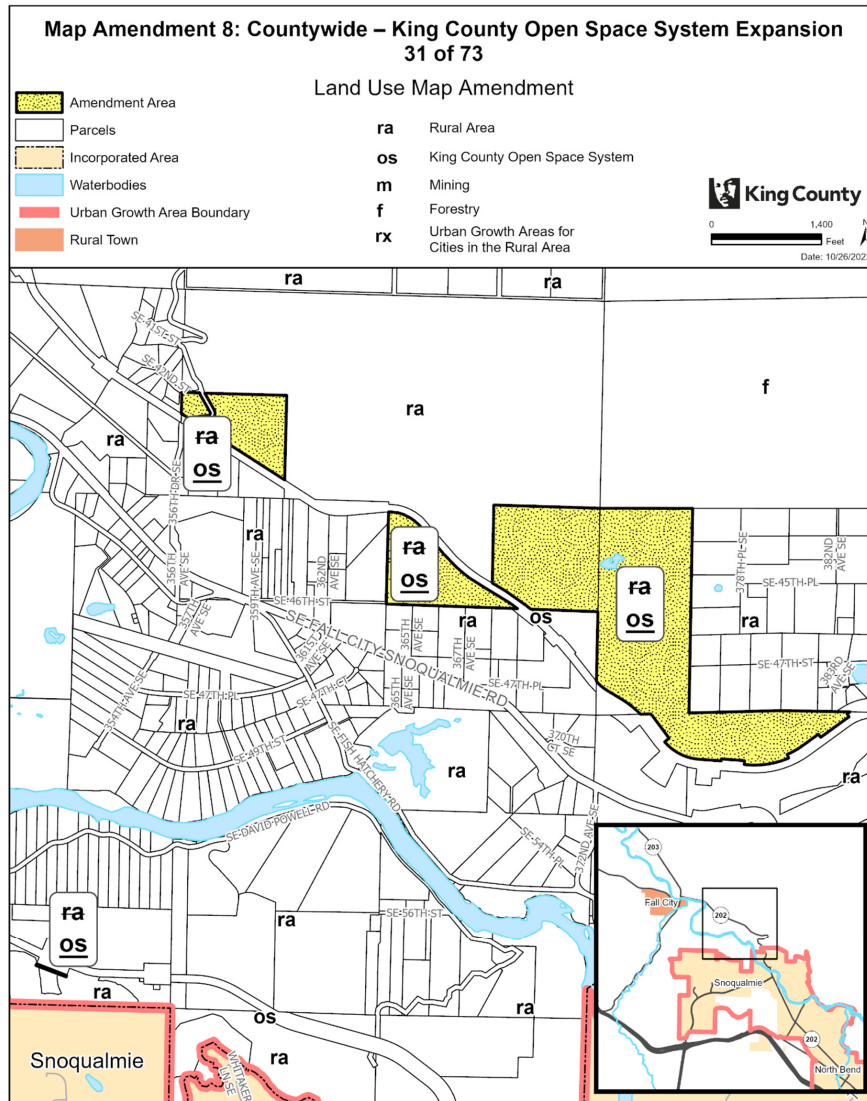 Map Amendment 8: Countywide – King County Open Space System Expansion
31 of 73
Land Use Map Amendment
Amendment Area
Parcels
Incorporated Area
Waterbodies
Urban Growth Area Boundary
Rural Town
ra Rural Area
os King County Open Space System
m Mining
f Forestry
rx Urban Growth Areas for
Cities in the Rural Area
King County
0 1,400
Feet
N
ra
ra
SE 41ST ST
SE 42ND ST
ra
f
ra
ra
os
356TH DR SE
ra
359TH AVE SE
362ND
AVE SE
356TH
AVE SE
357TH
AVE SE
ra
os
ra
os
378TH PL SE
382ND
AVE SE
SE 45TH PL
ra
SE 46TH ST
ra
os
SE FALL CITY-SNOQUALMIE RD
361ST
AVE SE
365TH
AVE SE
367TH
AVE SE
SE 47TH ST
383RD
AVE SE
SE 47TH PL
SE 47TH CT
SE 47TH PL
354TH AVE SE
365TH
AVE SE
ra
SE 49TH ST
370TH
CT SE
SE FISH HATCHERY RD
ra
ra
SE DAVID POWELL RD
SE 54TH PL
372ND AVE SE
ra
os
SE 56TH ST
ra
ra
os
ra
ra
Snoqualmie
WHITAKER
LN SE
203
Fall City
202
Snoqualmie
202
North Bend